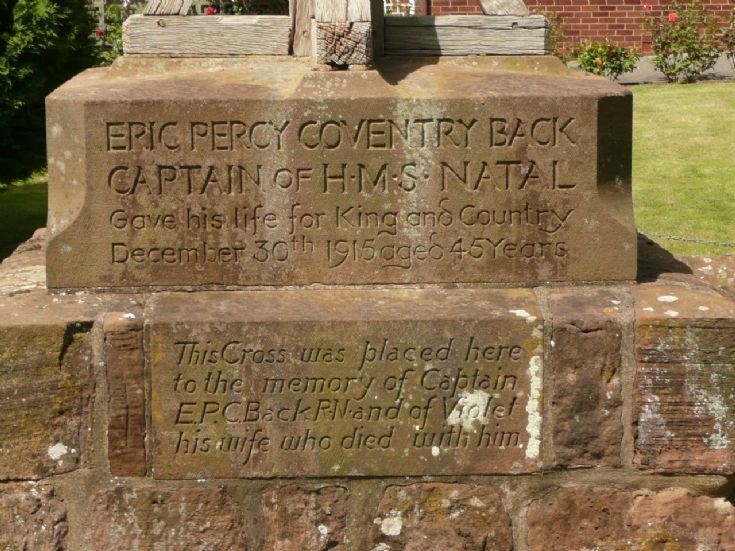 ERIC PERCY COVENTRY BACK
CAPTAIN OF H·M·S· NATAL
Gave his life for King and Country
December 30th 1915 aged 45 Years
This Cross was placed here
to the memory of Captain
E.P.C. Back R·N· and of Violet
his wife who died with him.